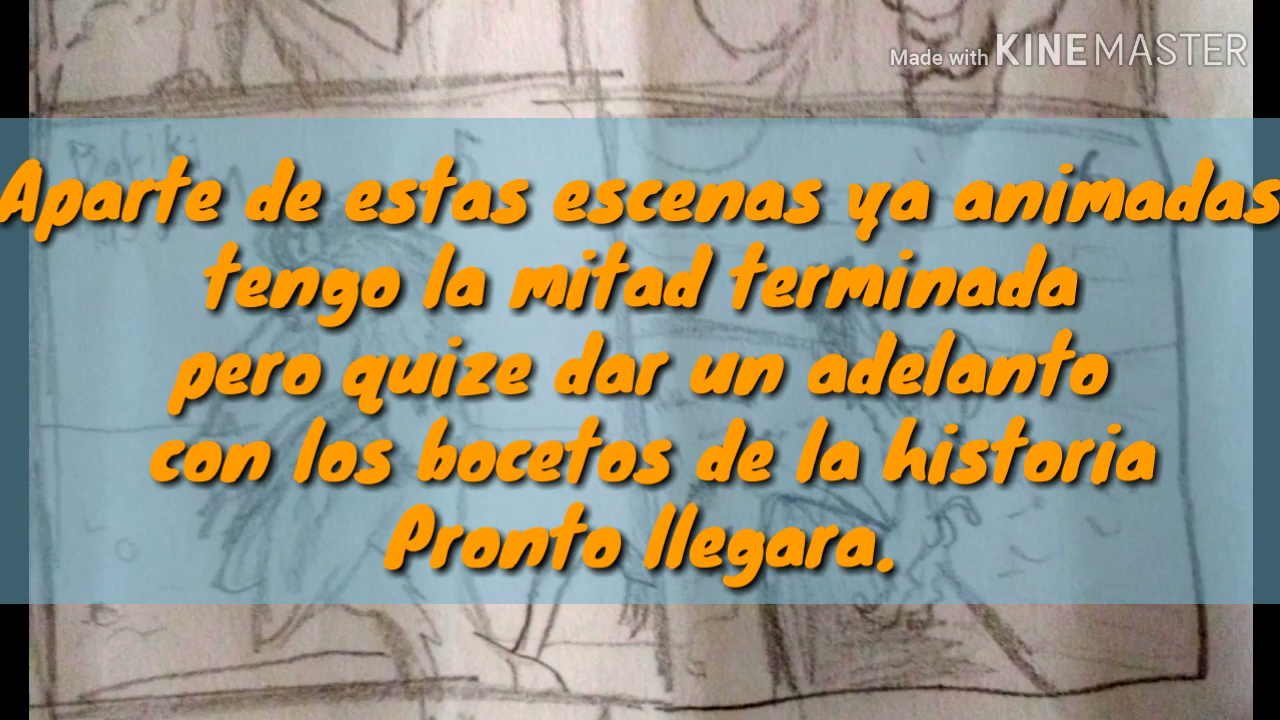 Made with KINEMASTER
Aparte de estas escenas ya animadas
tengo la mitad terminada
pero quize dar un adelanto
con los bocetos de la historia
Pronto llegara.